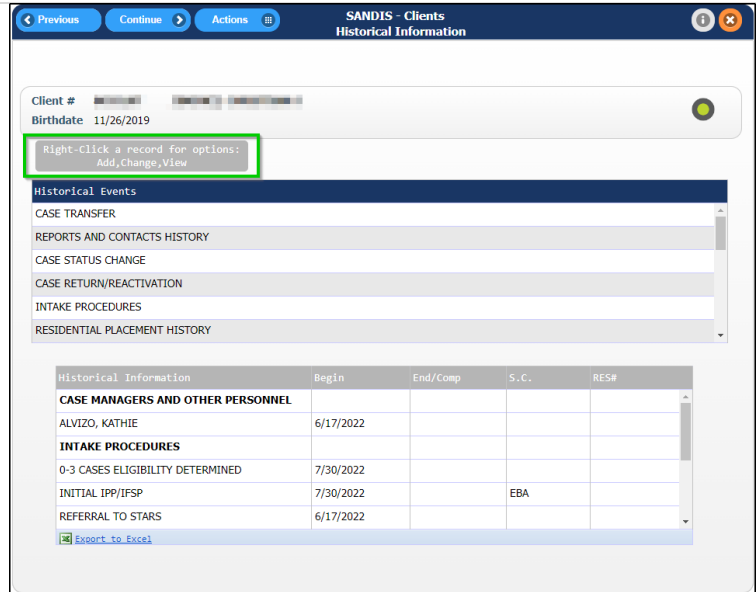 Previous Continue Actions SANDIS - Clients
Historical Information
Client #
Birthdate 11/26/2019
Right-Click a record for options:
Add,Change,View
Historical Events
CASE TRANSFER
REPORTS AND CONTACTS HISTORY
CASE STATUS CHANGE
CASE RETURN/REACTIVATION
INTAKE PROCEDURES
RESIDENTIAL PLACEMENT HISTORY
Historical Information Begin End/Comp S.C. RES#
CASE MANAGERS AND OTHER PERSONNEL
ALVIZO, KATHIE 6/17/2022
INTAKE PROCEDURES
0-3 CASES ELIGIBILITY DETERMINED 7/30/2022
INITIAL IPP/IFSP 7/30/2022 EBA
REFERRAL TO STARS 6/17/2022
Export to Excel